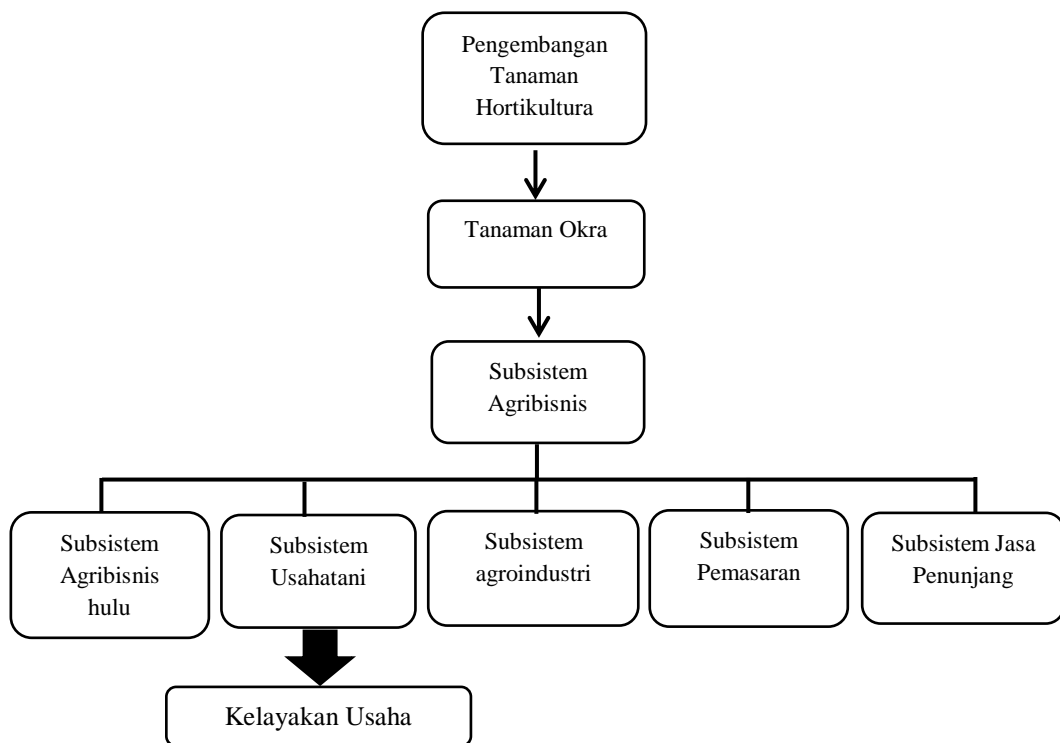 Pengembangan
Tanaman
Hortikultura
Tanaman Okra
Subsistem
Agribisnis
Subsistem
Agribisnis
hulu
Subsistem
Usahatani
Subsistem
agroindustri
Subsistem
Pemasaran
Subsistem Jasa
Penunjang
Kelayakan Usaha